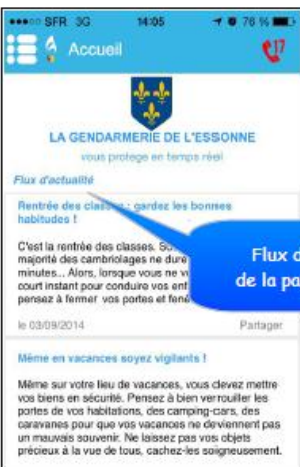 SFR 3G 14:05 76 %
Accueil
17
LA GENDARMERIE DE L'ESSONNE
vous protege en temps réel
Flux d'actualité
Rentrée des classes : gardez les bonnes
habitudes !
C'est la rentrée des classes.
majorité des cambriolages ne dure
minutes... Alors, lorsque vous ne
court instant pour conduire vos
pensez à fermer vos portes et
Flux
de la
le 03/09/2014 Partager
Même en vacances soyez vigilants !
Même sur votre lieu de vacances, vous devez mettre
vos biens en sécurité. Pensez à bien verrouiller les
portes de vos habitations, des camping-cars, des
caravanes pour que vos vacances ne deviennent pas
un mauvais souvenir. Ne laissez pas vos objets
précieux à la vue de tous, cachez-les soigneusement.